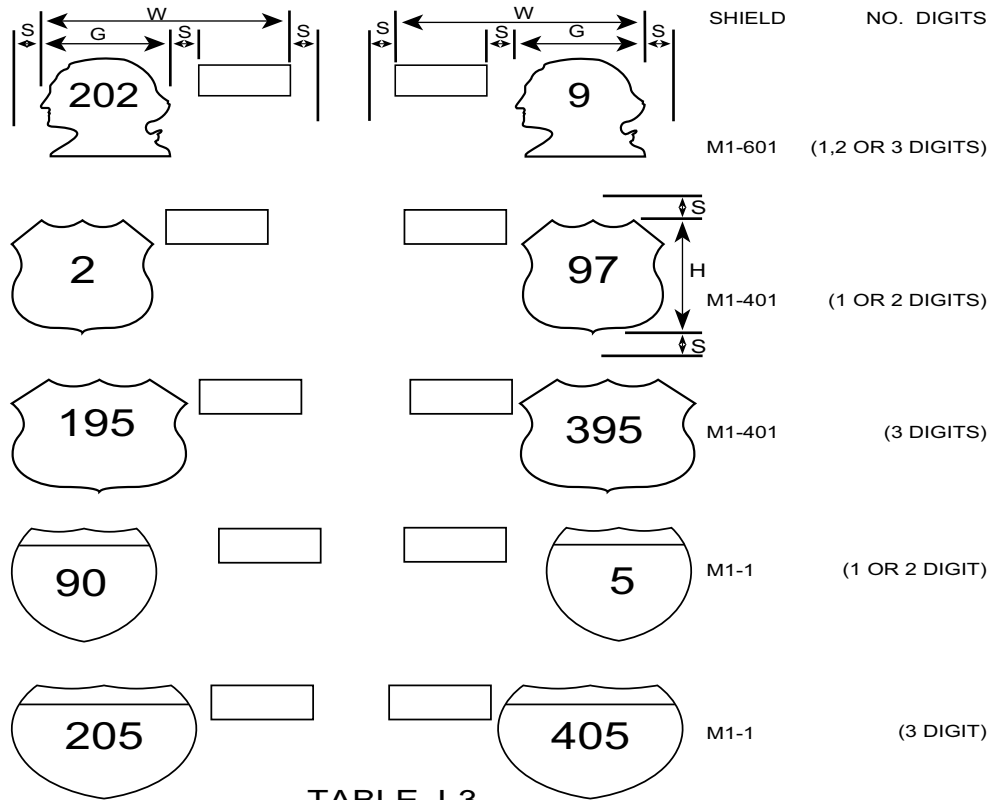 W W SHIELD NO. DIGITS
S G S S S S G S
202 9
M1-601 (1,2 OR 3 DIGITS)
S
2 97
H
M1-401 (1 OR 2 DIGITS)
S
195 395 M1-401 (3 DIGITS)
90 5 M1-1 (1 OR 2 DIGIT)
205 405 M1-1 (3 DIGIT)